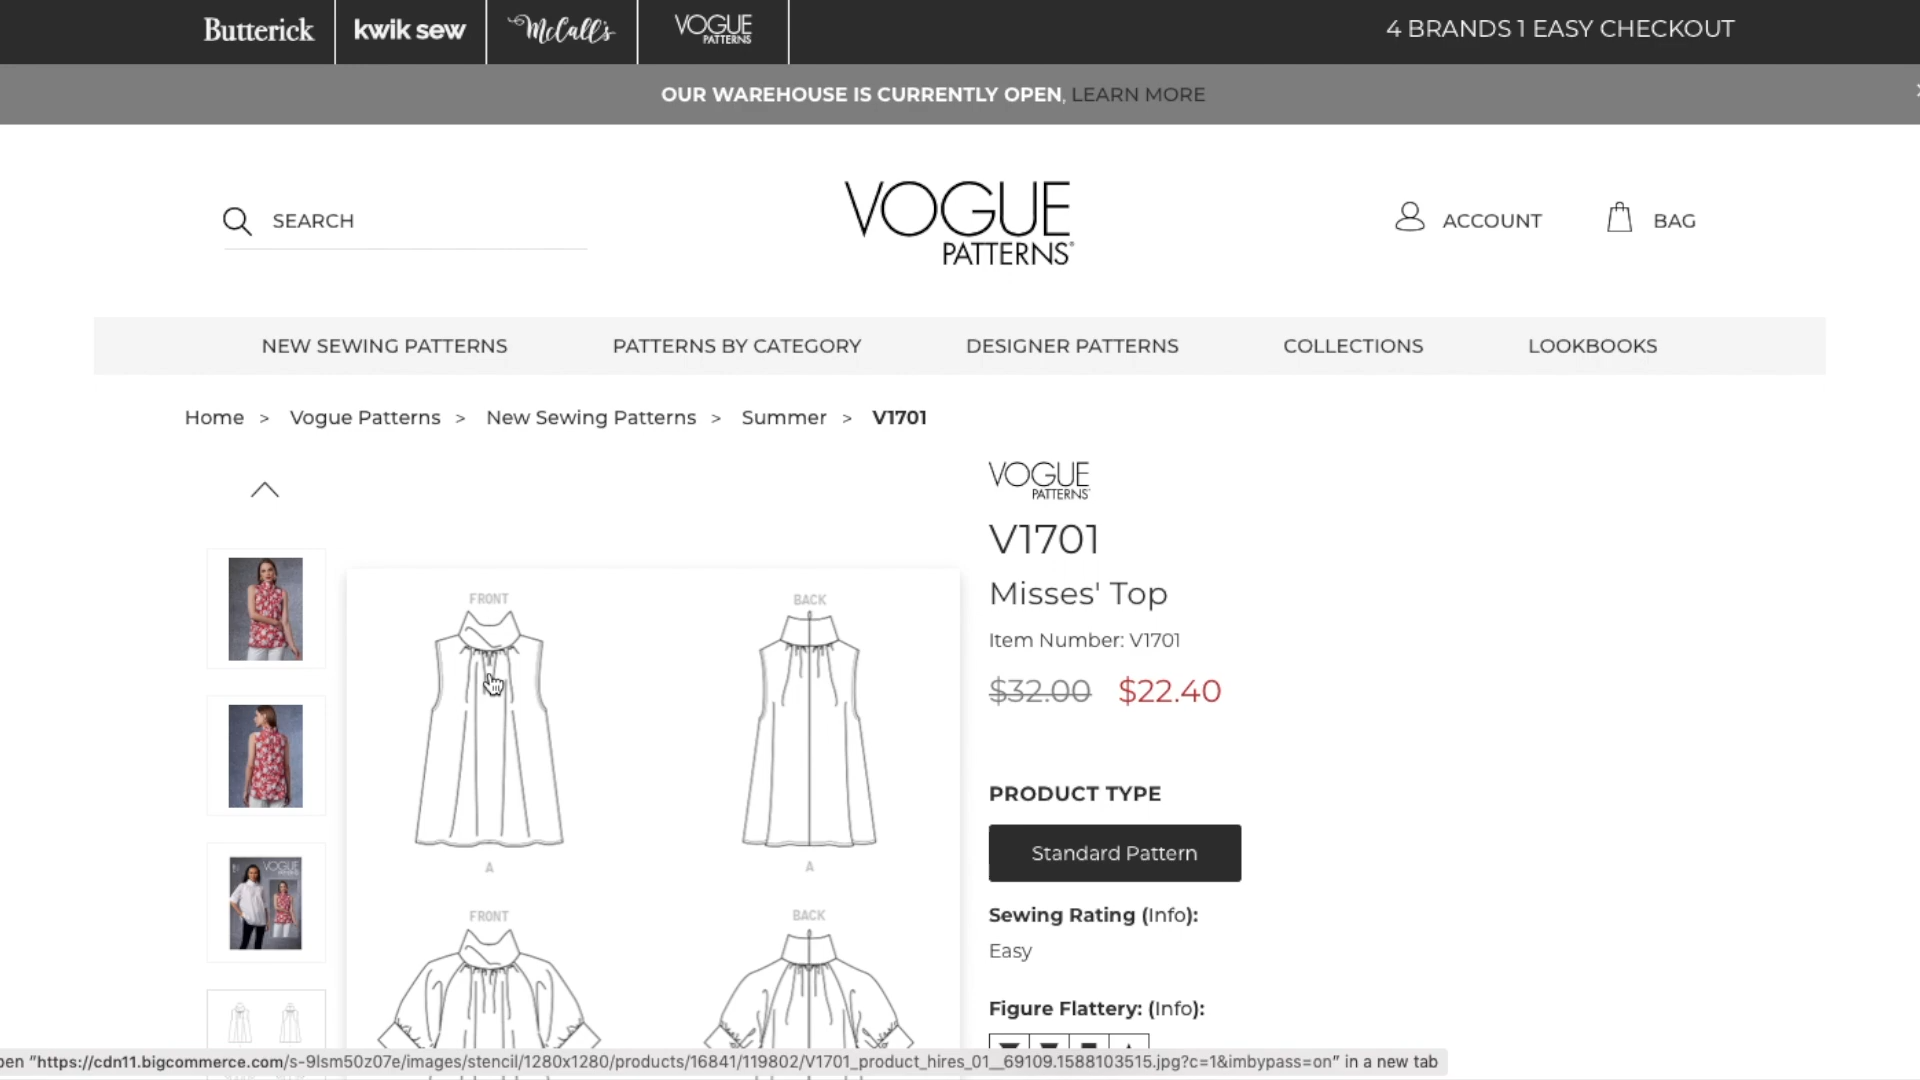 Butterick
kwik sew
McCall's
VOGUE
PATTERNS
4 BRANDS 1 EASY CHECKOUT
OUR WAREHOUSE IS CURRENTLY OPEN, LEARN MORE
SEARCH
VOGUE
PATTERNS®
ACCOUNT
BAG
NEW SEWING PATTERNS
PATTERNS BY CATEGORY
DESIGNER PATTERNS
COLLECTIONS
LOOKBOOKS
Home > Vogue Patterns > New Sewing Patterns > Summer > V1701
VOGUE
PATTERNS®
V1701
Misses' Top
Item Number: V1701
$32.00 $22.40
PRODUCT TYPE
Standard Pattern
Sewing Rating (Info):
Easy
Figure Flattery: (Info):
FRONT
BACK
A
A
FRONT
BACK
VOGUE
pen "https://cdn11.bigcommerce.com/s-9lsm50z07e/images/stencil/1280x1280/products/16841/119802/V1701_product_hires_01__69109.1588103515.jpg?c=1&imbypass=on" in a new tab